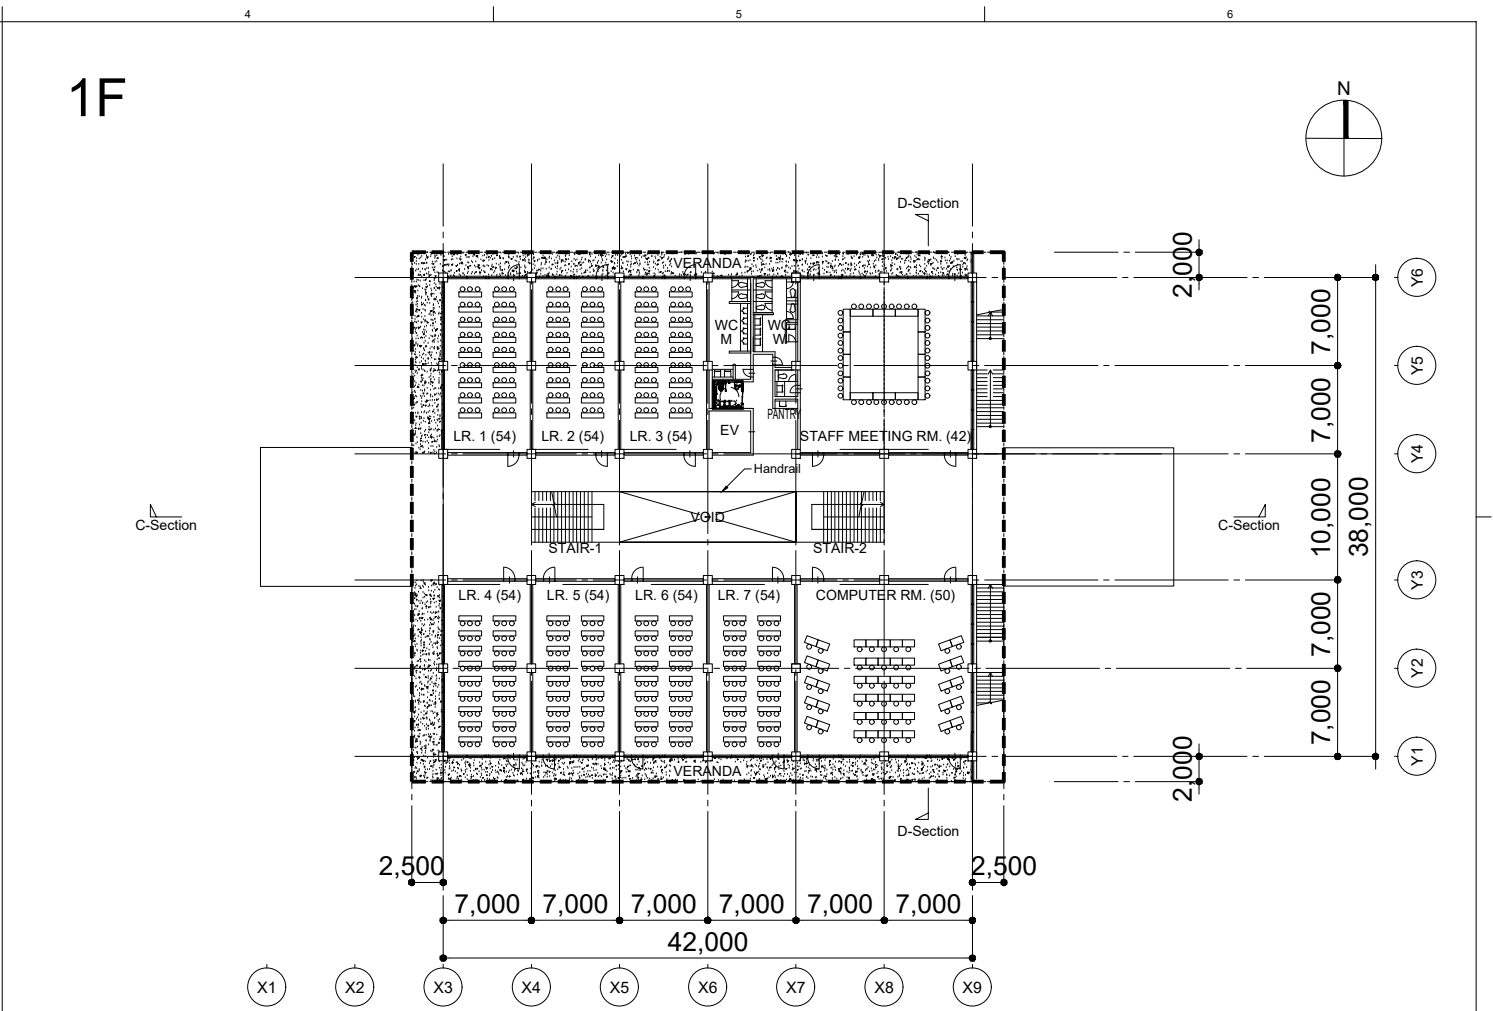 4 5 6
1F
N
D-Section
VERANDA
2,000
Y6
7,000
WC
M
WC
W
Y5
7,000
PANTRY
EV
LR. 1 (54) LR. 2 (54) LR. 3 (54) STAFF MEETING RM. (42)
Y4
Handrail
C-Section
VOID
C-Section
10,000
38,000
STAIR-1 STAIR-2
Y3
LR. 4 (54) LR. 5 (54) LR. 6 (54) LR. 7 (54) COMPUTER RM. (50)
7,000
Y2
7,000
Y1
VERANDA
2,000
D-Section
2,500 2,500
7,000 7,000 7,000 7,000 7,000 7,000
42,000
X1 X2 X3 X4 X5 X6 X7 X8 X9